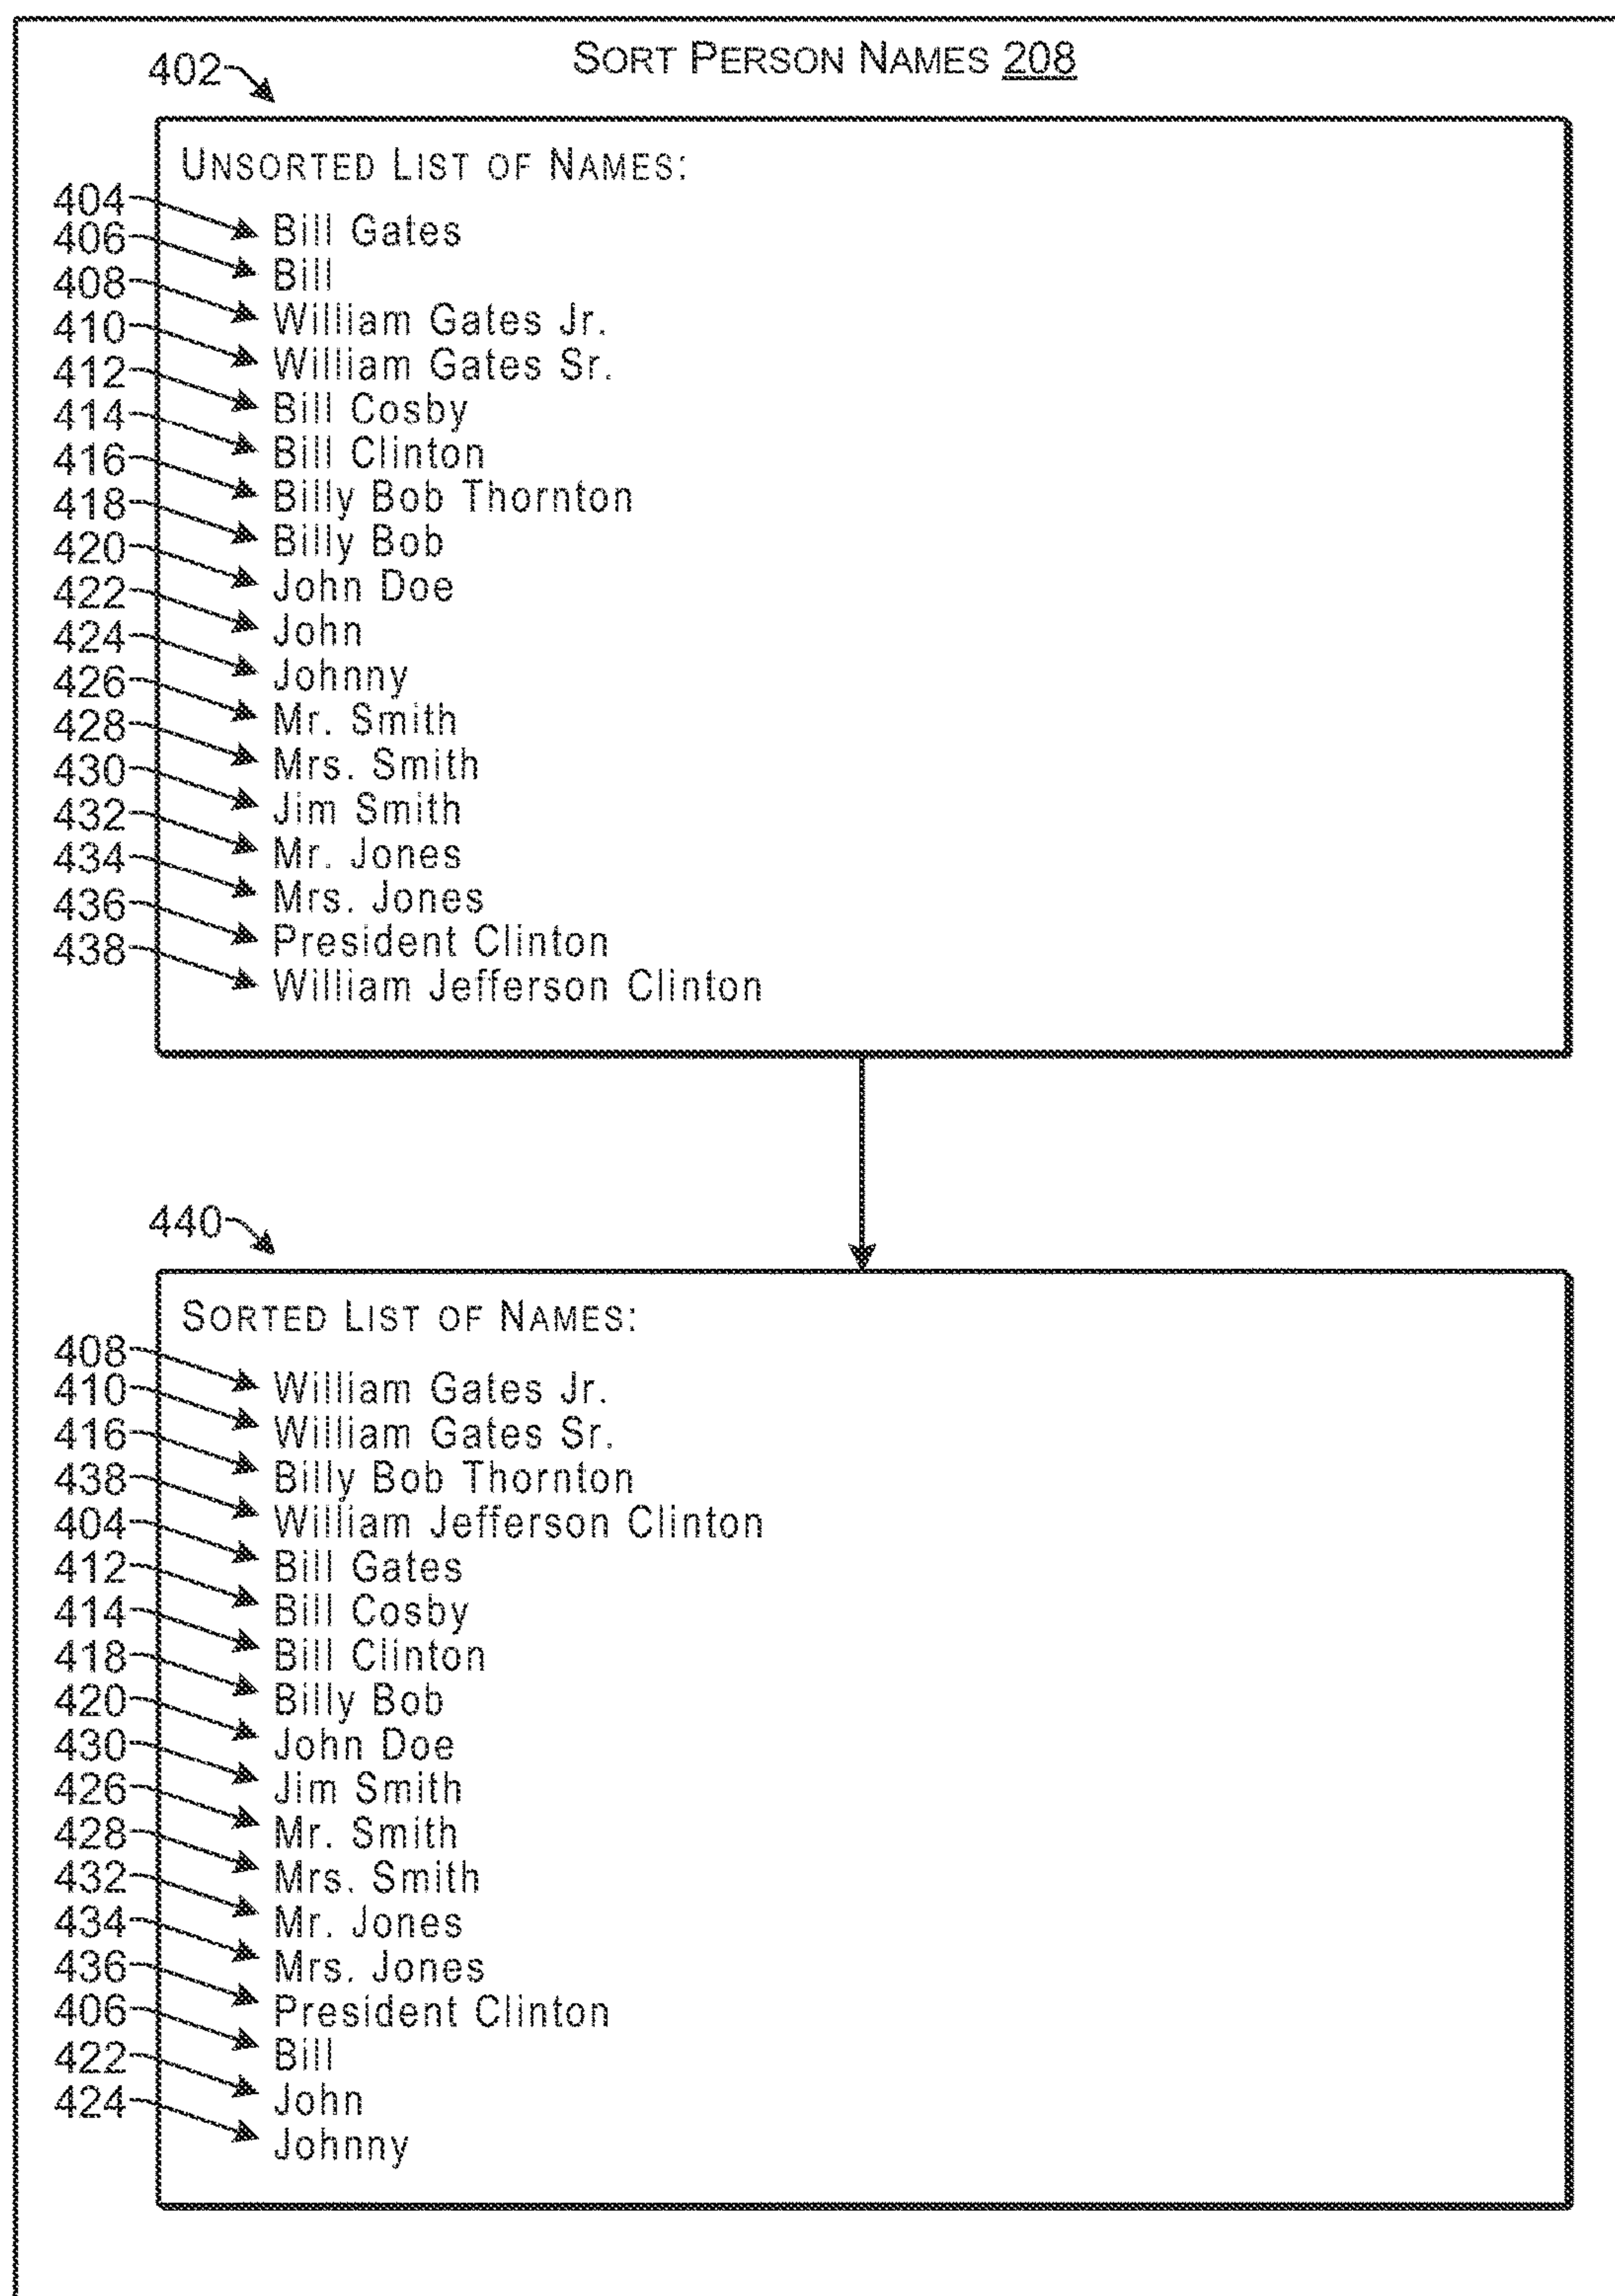 SORT PERSON NAMES 208
402
UNSORTED LIST OF NAMES:
404 Bill Gates
406 Bill
408 William Gates Jr.
410 William Gates Sr.
412 Bill Cosby
414 Bill Clinton
416 Billy Bob Thornton
418 Billy Bob
420 John Doe
422 John
424 Johnny
426 Mr. Smith
428 Mrs. Smith
430 Jim Smith
432 Mr. Jones
434 Mrs. Jones
436 President Clinton
438 William Jefferson Clinton
440
SORTED LIST OF NAMES:
408 William Gates Jr.
410 William Gates Sr.
416 Billy Bob Thornton
438 William Jefferson Clinton
404 Bill Gates
412 Bill Cosby
414 Bill Clinton
418 Billy Bob
420 John Doe
430 Jim Smith
426 Mr. Smith
428 Mrs. Smith
432 Mr. Jones
434 Mrs. Jones
436 President Clinton
406 Bill
422 John
424 Johnny